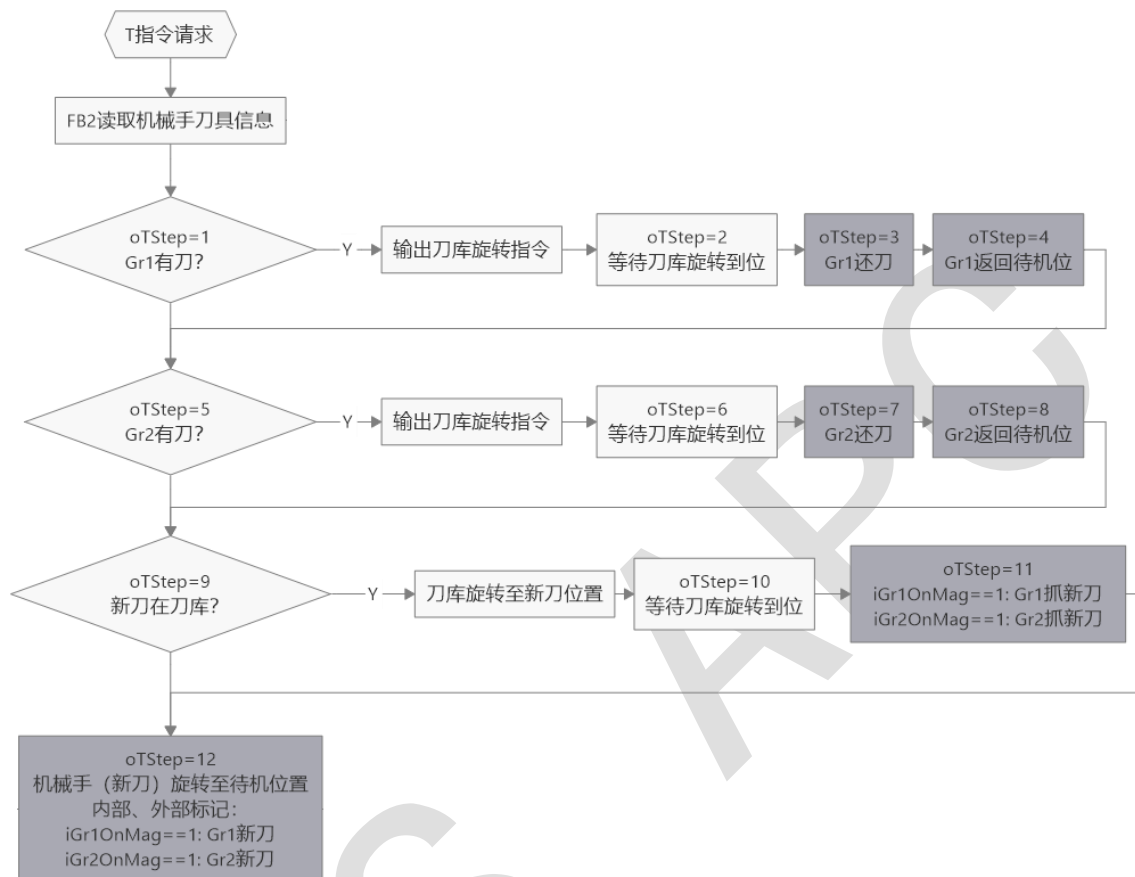 T指令请求
FB2读取机械手刀具信息
oTStep=1
Gr1有刀?
Y
输出刀库旋转指令
oTStep=2
等待刀库旋转到位
oTStep=3
Gr1还刀
oTStep=4
Gr1返回待机位
oTStep=5
Gr2有刀?
Y
输出刀库旋转指令
oTStep=6
等待刀库旋转到位
oTStep=7
Gr2还刀
oTStep=8
Gr2返回待机位
oTStep=9
新刀在刀库?
Y
刀库旋转至新刀位置
oTStep=10
等待刀库旋转到位
oTStep=11
iGr1OnMag==1: Gr1抓新刀
iGr2OnMag==1: Gr2抓新刀
oTStep=12
机械手（新刀）旋转至待机位置
内部、外部标记：
iGr1OnMag==1: Gr1新刀
iGr2OnMag==1: Gr2新刀
S APC